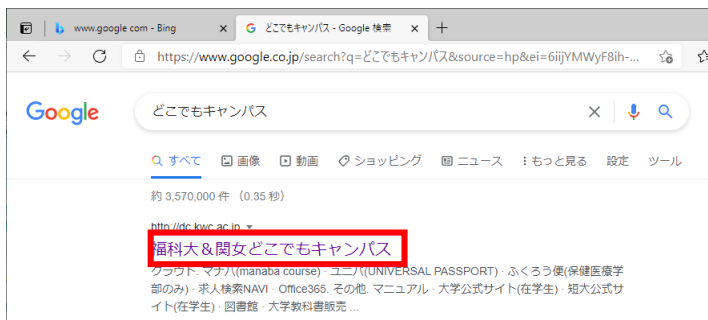 www.google com - Bing
どこでもキャンパス - Google 検索
https://www.google.co.jp/search?q=どこでもキャンパス&source=hp&ei=6iijYMWyF8ih-...
Google
どこでもキャンパス
すべて 画像 動画 ショッピング ニュース もっと見る 設定 ツール
約 3,570,000 件 （0.35 秒）
http://dc.kwc.ac.jp
福科大＆関女どこでもキャンパス
クラウト. マナバ(manaba course) · ユニパ(UNIVERSAL PASSPORT) · ふくろう便(保健医療学
部のみ) · 求人検索NAVI · Office365. その他. マニュアル · 大学公式サイト(在学生) · 短大公式サ
イト(在学生) · 図書館 · 大学教科書販売 ...